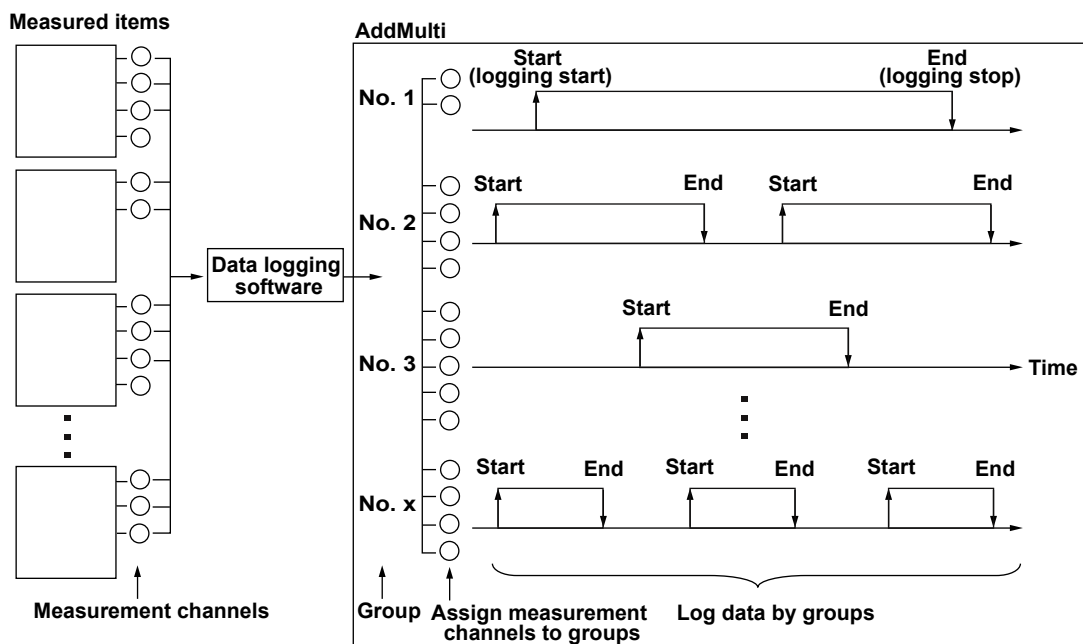 Measured items
AddMulti
Start
(logging start)
End
(logging stop)
No. 1
Start
End
Start
End
No. 2
Data logging
software
Start
End
No. 3
Time
Start
End
Start
End
Start
End
No. x
Measurement channels
Group
Assign measurement
channels to groups
Log data by groups